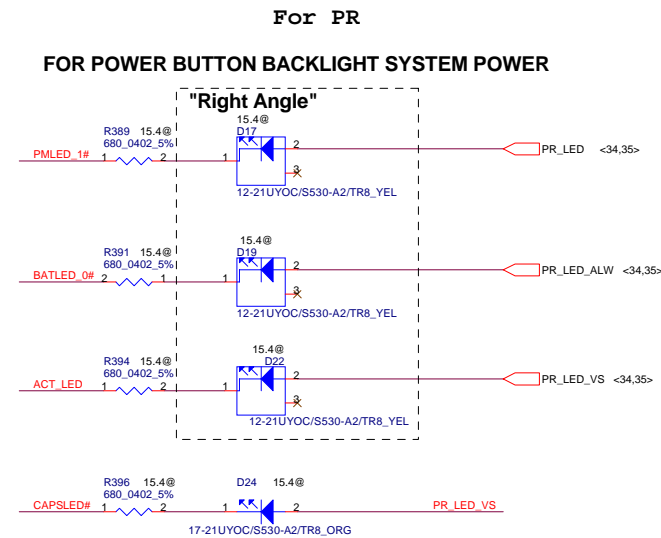 For PR
FOR POWER BUTTON BACKLIGHT SYSTEM POWER
"Right Angle"
R389 15.4@
680_0402_5%
15.4@
D17
PMLED_1# 1 2 1 2 3
PR_LED <34,35>
12-21UYOC/S530-A2/TR8_YEL
R391 15.4@
680_0402_5%
15.4@
D19
BATLED_0# 2 1 1 2 3
PR_LED_ALW <34,35>
12-21UYOC/S530-A2/TR8_YEL
R394 15.4@
680_0402_5%
15.4@
D22
ACT_LED 1 2 1 2 3
PR_LED_VS <34,35>
12-21UYOC/S530-A2/TR8_YEL
R396 15.4@
680_0402_5%
D24 15.4@
CAPSLED# 1 2 1 2 PR_LED_VS
17-21UYOC/S530-A2/TR8_ORG